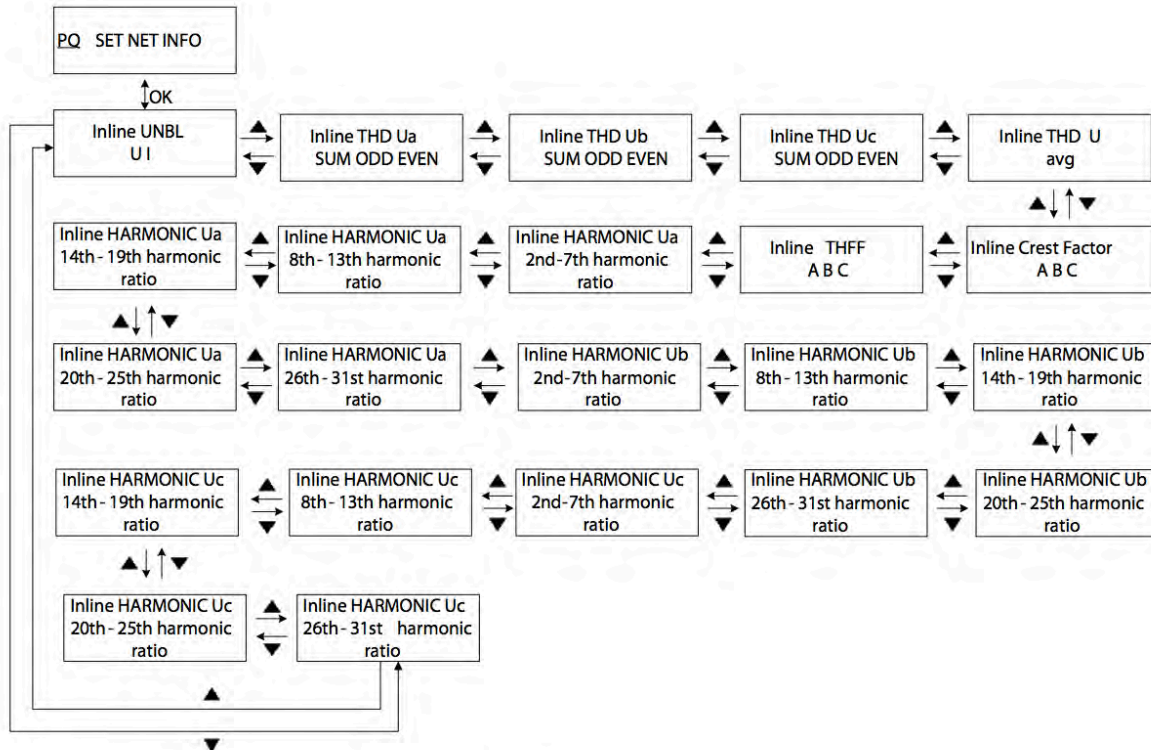 PQ SET NET INFO
OK
Inline UNBL
U I
▲
▼
Inline THD Ua
SUM ODD EVEN
▲
▼
Inline THD Ub
SUM ODD EVEN
▲
▼
Inline THD Uc
SUM ODD EVEN
▲
▼
Inline THD U
avg
▲ ▼
Inline HARMONIC Ua
14th-19th harmonic
ratio
▲
▼
Inline HARMONIC Ua
8th-13th harmonic
ratio
▲
▼
Inline HARMONIC Ua
2nd-7th harmonic
ratio
▲
▼
Inline THFF
A B C
▲
▼
Inline Crest Factor
A B C
▲ ▼
Inline HARMONIC Ua
20th-25th harmonic
ratio
▲
▼
Inline HARMONIC Ua
26th-31st harmonic
ratio
▲
▼
Inline HARMONIC Ub
2nd-7th harmonic
ratio
▲
▼
Inline HARMONIC Ub
8th-13th harmonic
ratio
▲
▼
Inline HARMONIC Ub
14th-19th harmonic
ratio
▲ ▼
Inline HARMONIC Uc
14th-19th harmonic
ratio
▲
▼
Inline HARMONIC Uc
8th-13th harmonic
ratio
▲
▼
Inline HARMONIC Uc
2nd-7th harmonic
ratio
▲
▼
Inline HARMONIC Ub
26th-31st harmonic
ratio
▲
▼
Inline HARMONIC Ub
20th-25th harmonic
ratio
▲ ▼
Inline HARMONIC Uc
20th-25th harmonic
ratio
▲
▼
Inline HARMONIC Uc
26th-31st harmonic
ratio
▲
▼